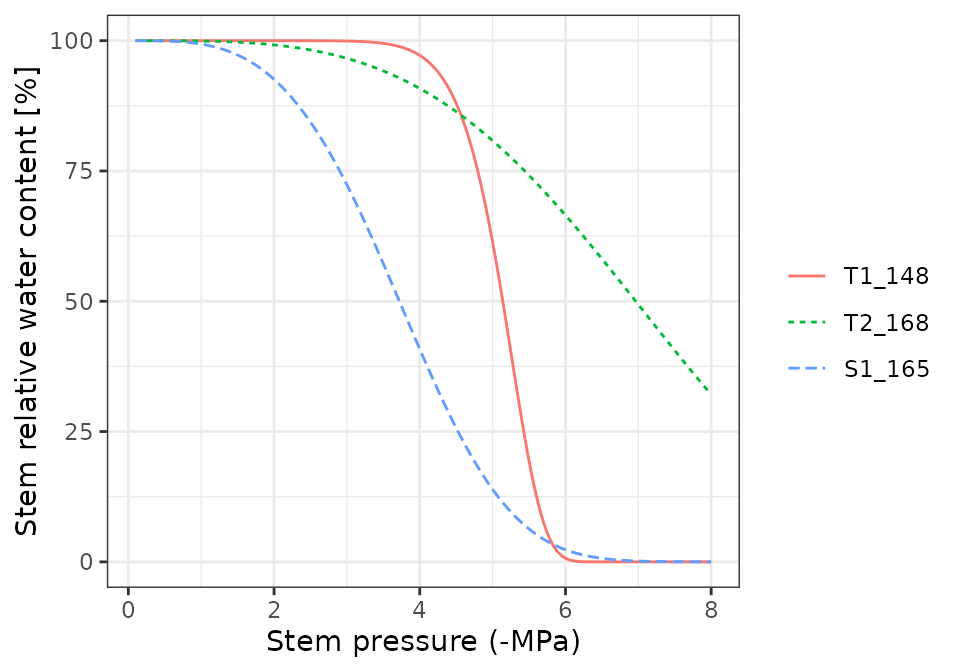 Stem relative water content [%]
100
75
50
25
0
0 2 4 6 8
Stem pressure (-MPa)
T1_148
T2_168
S1_165